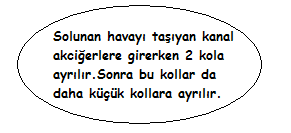 Solunan havayı taşıyan kanal
akciğerlere girerken 2 kola
ayrılır.Sonra bu kollar da
daha küçük kollara ayrılır.